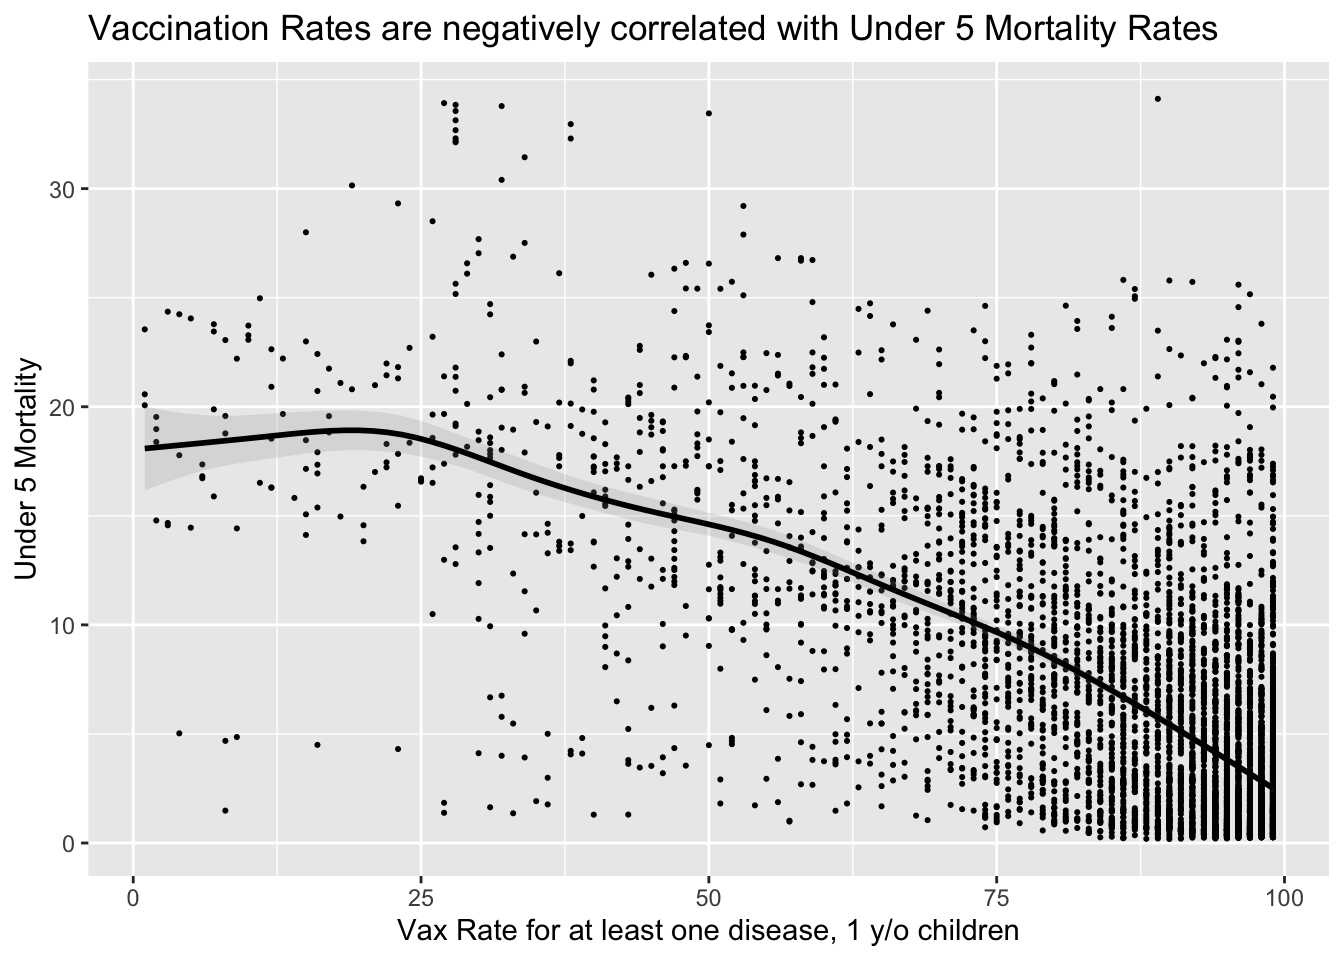 Vaccination Rates are negatively correlated with Under 5 Mortality Rates
Under 5 Mortality
30
20
10
0
0 25 50 75 100
Vax Rate for at least one disease, 1 y/o children